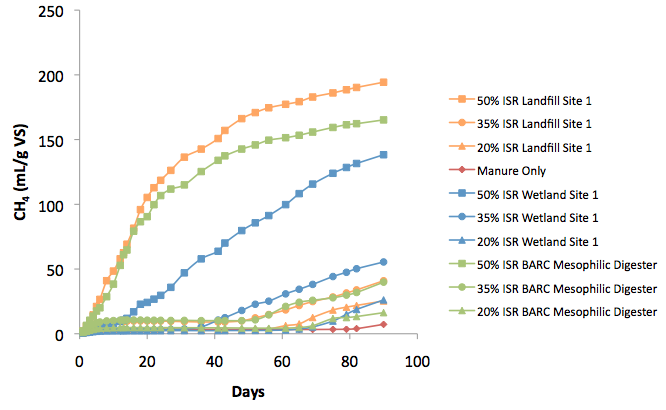 250
200
150
100
50
0
CH₄ (mL/g VS)
0 20 40 60 80 100
Days
50% ISR Landfill Site 1
35% ISR Landfill Site 1
20% ISR Landfill Site 1
Manure Only
50% ISR Wetland Site 1
35% ISR Wetland Site 1
20% ISR Wetland Site 1
50% ISR BARC Mesophilic Digester
35% ISR BARC Mesophilic Digester
20% ISR BARC Mesophilic Digester